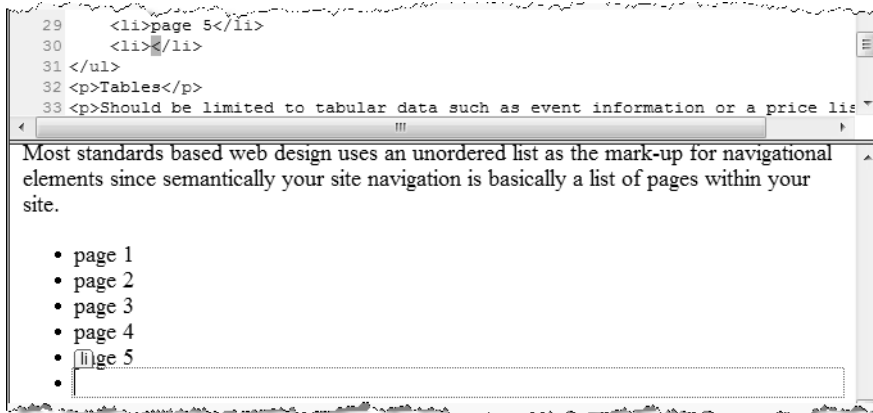 29 <li>page 5</li>
30 <li></li>
31 </ul>
32 <p>Tables</p>
33 <p>Should be limited to tabular data such as event information or a price lis
Most standards based web design uses an unordered list as the mark-up for navigational
elements since semantically your site navigation is basically a list of pages within your
site.
• page 1
• page 2
• page 3
• page 4
• li ge 5
•